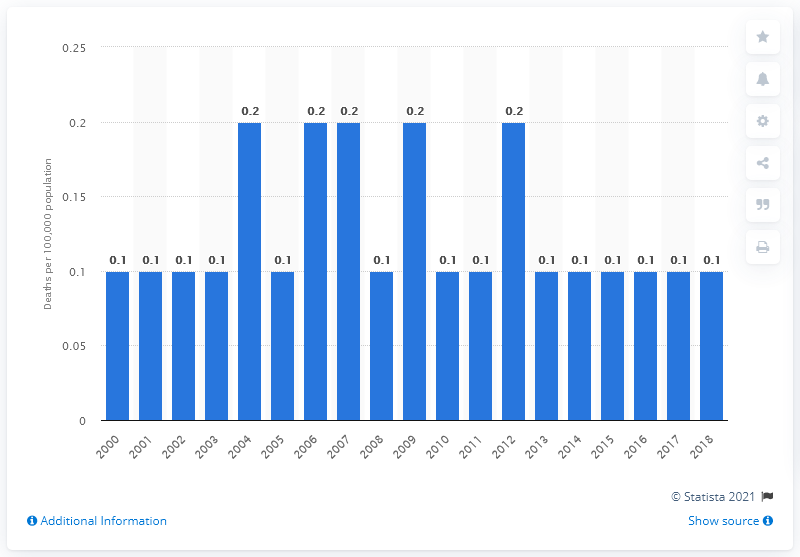 0.25
0.2
0.15
0.1
0.05
0
Deaths per 100,000 population
0.1 0.1 0.1 0.1 0.2 0.1 0.2 0.2 0.1 0.2 0.1 0.1 0.2 0.1 0.1 0.1 0.1 0.1 0.1
2000 2001 2002 2003 2004 2005 2006 2007 2008 2009 2010 2011 2012 2013 2014 2015 2016 2017 2018
© Statista 2021
Additional Information
Show source